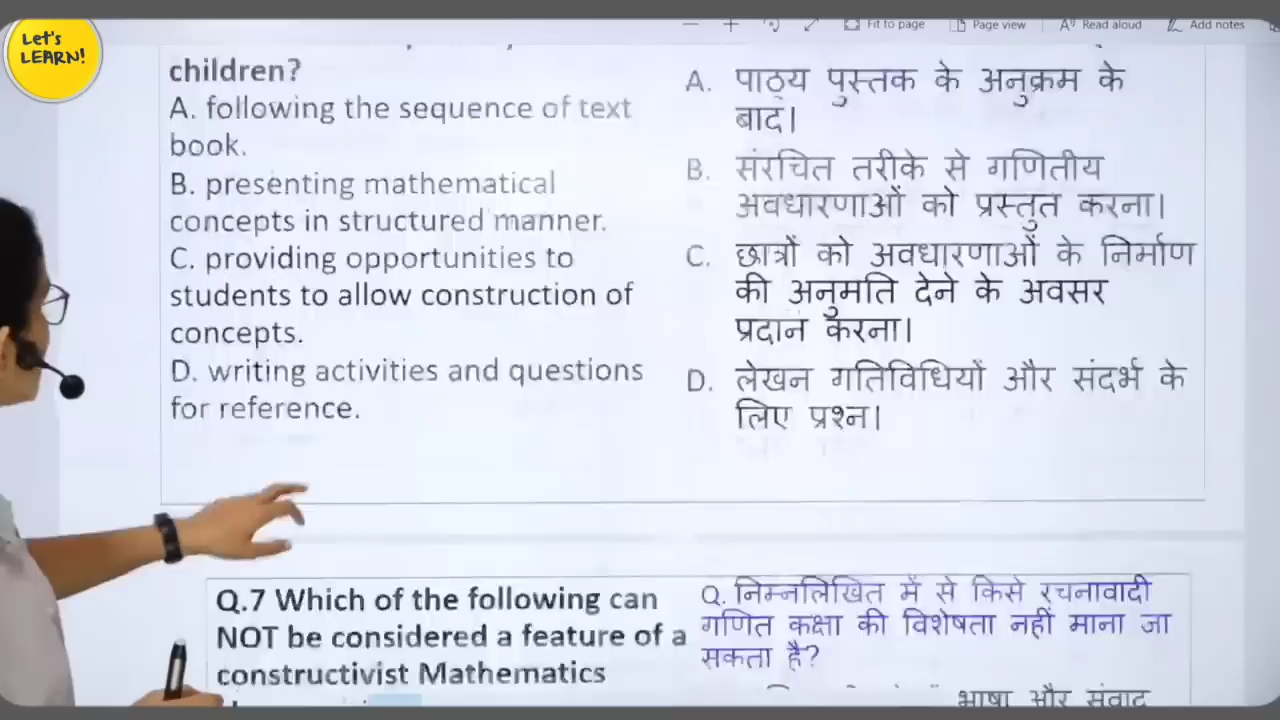 Let's
LEARN!
Fit to page
Page view
Read aloud
Add notes
children?
A. following the sequence of text
book.
B. presenting mathematical
concepts in structured manner.
C. providing opportunities to
students to allow construction of
concepts.
D. writing activities and questions
for reference.
A. पाठ्य पुस्तक के अनुक्रम के
बाद।
B. संरचित तरीके से गणितीय
अवधारणाओं को प्रस्तुत करना।
C. छात्रों को अवधारणाओं के निर्माण
की अनुमति देने के अवसर
प्रदान करना।
D. लेखन गतिविधियों और संदर्भ के
लिए प्रश्न।
Q.7 Which of the following can
NOT be considered a feature of a
constructivist Mathematics
Q. निम्नलिखित में से किसे रचनावादी
गणित कक्षा की विशेषता नहीं माना जा
सकता है?
भाषा और संवाद